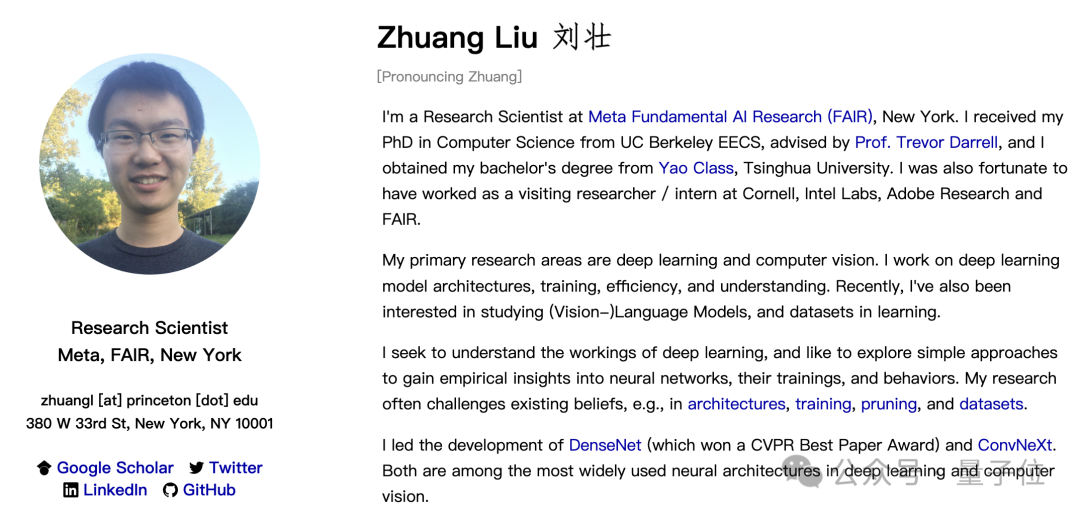 Zhuang Liu 刘壮
[Pronouncing Zhuang]
I'm a Research Scientist at Meta Fundamental AI Research (FAIR), New York. I received my
PhD in Computer Science from UC Berkeley EECS, advised by Prof. Trevor Darrell, and I
obtained my bachelor's degree from Yao Class, Tsinghua University. I was also fortunate to
have worked as a visiting researcher / intern at Cornell, Intel Labs, Adobe Research and
FAIR.
My primary research areas are deep learning and computer vision. I work on deep learning
model architectures, training, efficiency, and understanding. Recently, I've also been
interested in studying (Vision-)Language Models, and datasets in learning.
I seek to understand the workings of deep learning, and like to explore simple approaches
to gain empirical insights into neural networks, their trainings, and behaviors. My research
often challenges existing beliefs, e.g., in architectures, training, pruning, and datasets.
I led the development of DenseNet (which won a CVPR Best Paper Award) and ConvNeXt.
Both are among the most widely used neural architectures in deep learning and computer
vision.
Research Scientist
Meta, FAIR, New York
zhuangl [at] princeton [dot] edu
380 W 33rd St, New York, NY 10001
Google Scholar Twitter
LinkedIn GitHub
公众号 量子位